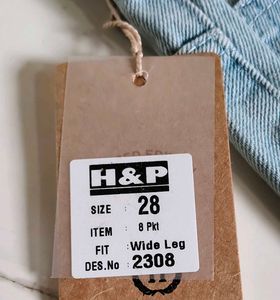 H&P
SIZE : 28
ITEM : 8 Pkt
FIT : Wide Leg
DES.No : 2308